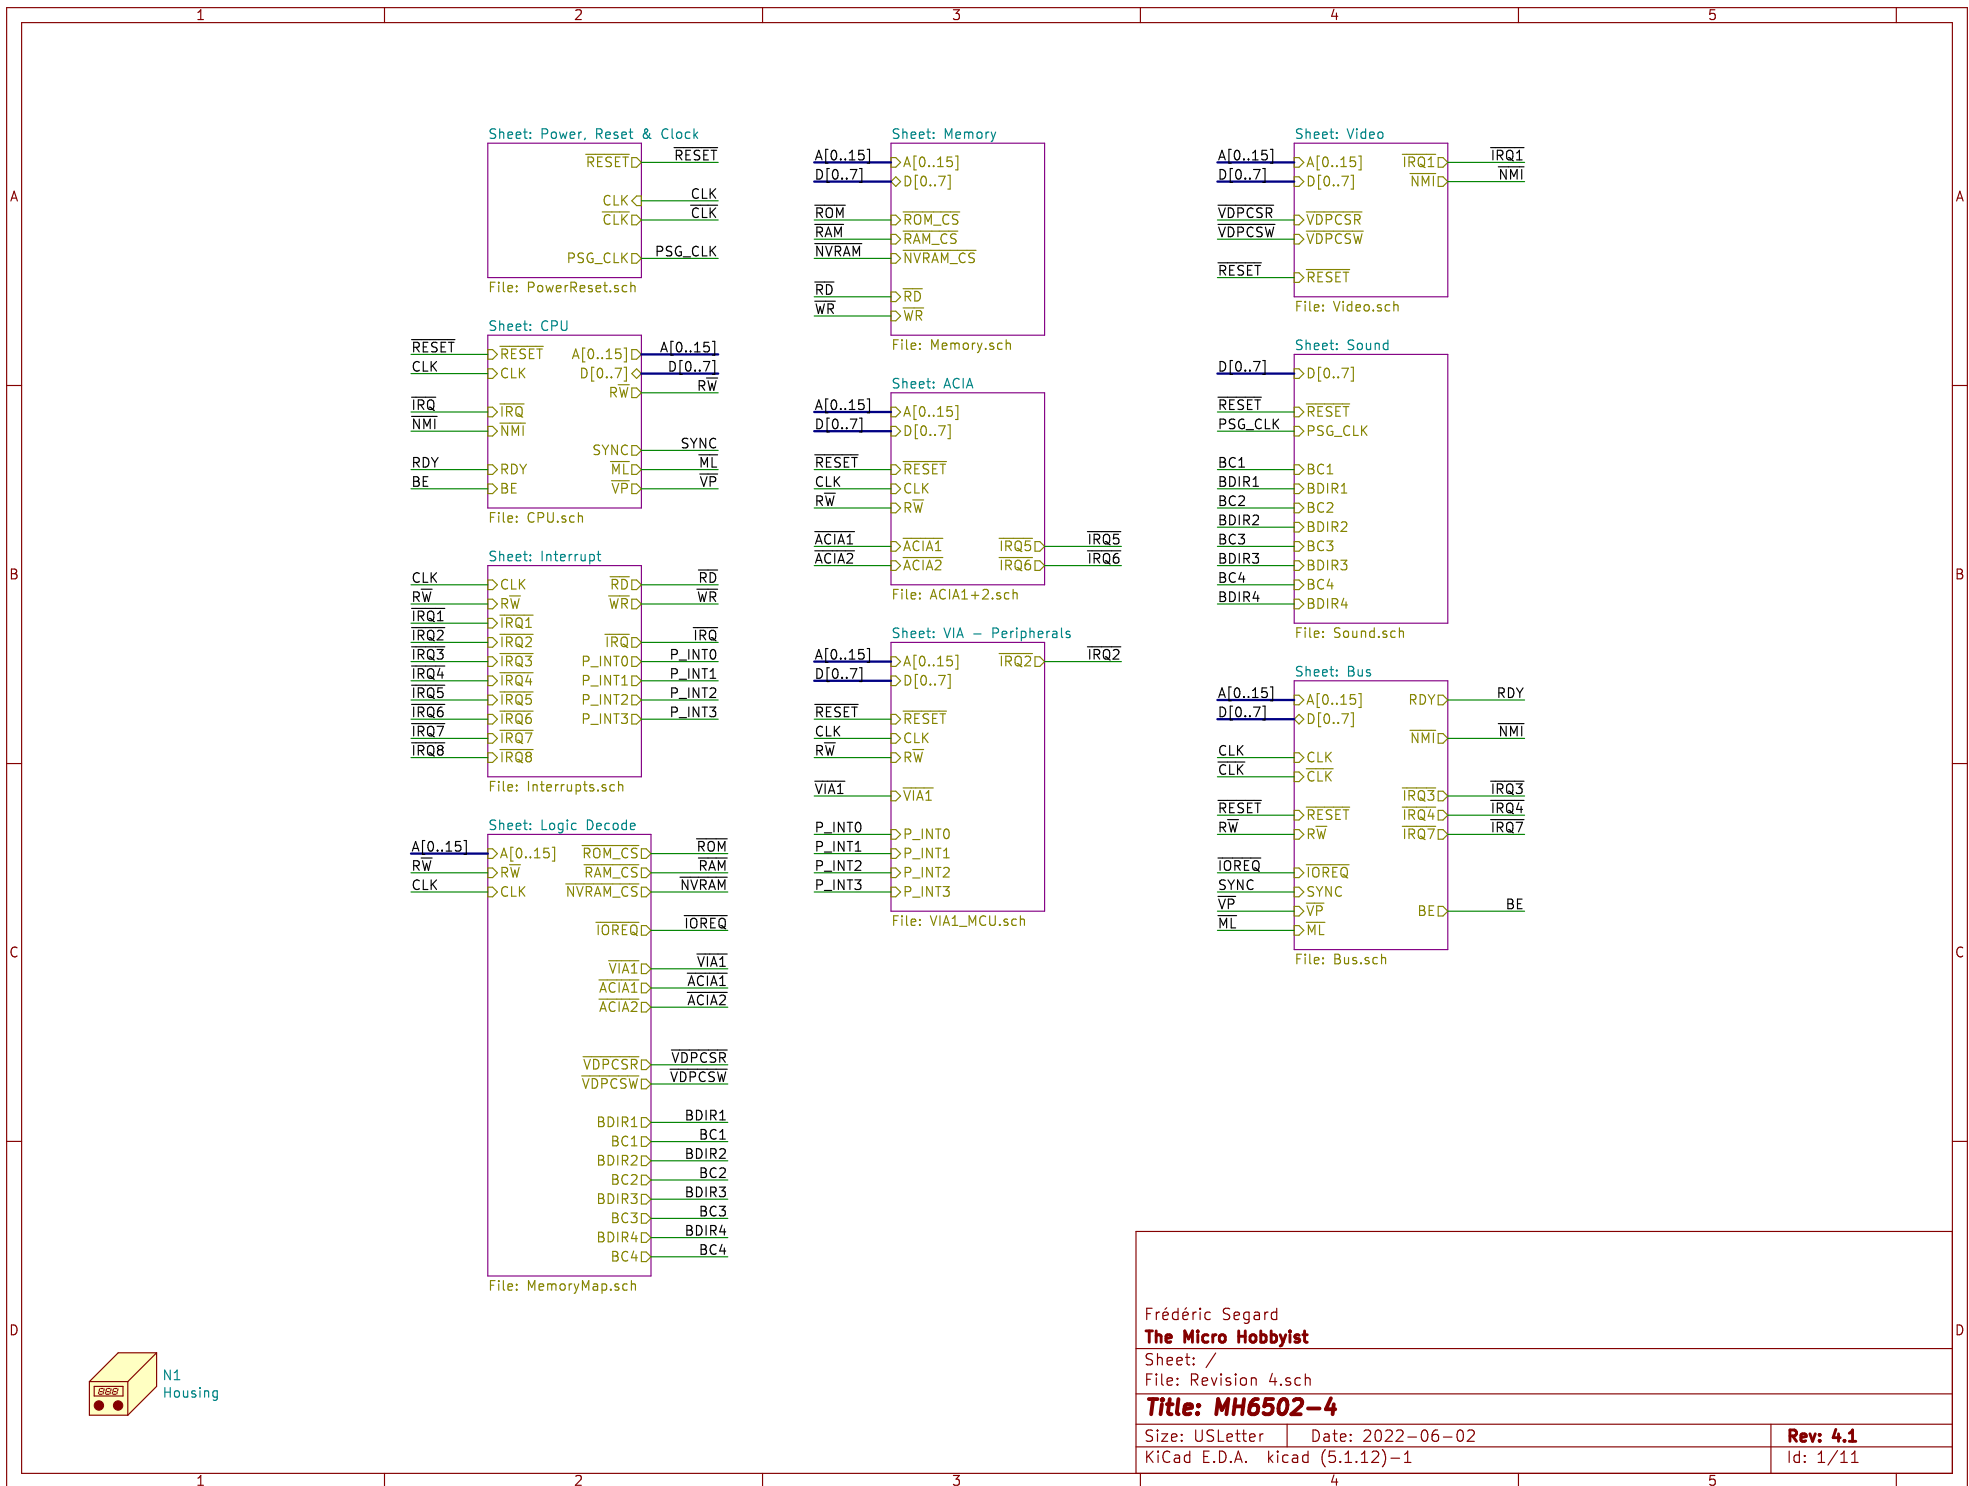 1 2 3 4 5
A
B
C
D
Sheet: Power, Reset & Clock
RESET RESET
CLK CLK
CLK CLK
PSG_CLK PSG_CLK
File: PowerReset.sch
Sheet: CPU
RESET RESET A[0..15] A[0..15]
CLK CLK D[0..7] D[0..7]
RW RW
IRQ IRQ
NMI NMI
SYNC SYNC
RDY RDY ML ML
BE BE VP VP
File: CPU.sch
Sheet: Interrupt
CLK CLK RD RD
RW RW WR WR
IRQ1 IRQ1
IRQ2 IRQ2 IRQ IRQ
IRQ3 IRQ3 P_INT0 P_INT0
IRQ4 IRQ4 P_INT1 P_INT1
IRQ5 IRQ5 P_INT2 P_INT2
IRQ6 IRQ6 P_INT3 P_INT3
IRQ7 IRQ7
IRQ8 IRQ8
File: Interrupts.sch
Sheet: Logic Decode
A[0..15] A[0..15] ROM_CS ROM
RW RW RAM_CS RAM
CLK CLK NVRAM_CS NVRAM
IOREQ IOREQ
VIA1 VIA1
ACIA1 ACIA1
ACIA2 ACIA2
VDPCSR VDPCSR
VDPCSW VDPCSW
BDIR1 BDIR1
BC1 BC1
BDIR2 BDIR2
BC2 BC2
BDIR3 BDIR3
BC3 BC3
BDIR4 BDIR4
BC4 BC4
File: MemoryMap.sch
Sheet: Memory
A[0..15] A[0..15]
D[0..7] D[0..7]
ROM ROM_CS
RAM RAM_CS
NVRAM NVRAM_CS
RD RD
WR WR
File: Memory.sch
Sheet: ACIA
A[0..15] A[0..15]
D[0..7] D[0..7]
RESET RESET
CLK CLK
RW RW
ACIA1 ACIA1 IRQ5 IRQ5
ACIA2 ACIA2 IRQ6 IRQ6
File: ACIA1+2.sch
Sheet: VIA - Peripherals
A[0..15] A[0..15] IRQ2 IRQ2
D[0..7] D[0..7]
RESET RESET
CLK CLK
RW RW
VIA1 VIA1
P_INT0 P_INT0
P_INT1 P_INT1
P_INT2 P_INT2
P_INT3 P_INT3
File: VIA1_MCU.sch
Sheet: Video
A[0..15] A[0..15] IRQ1 IRQ1
D[0..7] D[0..7] NMI NMI
VDPCSR VDPCSR
VDPCSW VDPCSW
RESET RESET
File: Video.sch
Sheet: Sound
D[0..7] D[0..7]
RESET RESET
PSG_CLK PSG_CLK
BC1 BC1
BDIR1 BDIR1
BC2 BC2
BDIR2 BDIR2
BC3 BC3
BDIR3 BDIR3
BC4 BC4
BDIR4 BDIR4
File: Sound.sch
Sheet: Bus
A[0..15] A[0..15] RDY RDY
D[0..7] D[0..7]
NMI NMI
CLK CLK
CLK CLK
IRQ3 IRQ3
RESET RESET IRQ4 IRQ4
RW RW IRQ7 IRQ7
IOREQ IOREQ
SYNC SYNC
VP VP BE BE
ML ML
File: Bus.sch
888
N1
Housing
Frédéric Segard
The Micro Hobbyist
Sheet: /
File: Revision 4.sch
Title: MH6502-4
Size: USLetter Date: 2022-06-02 Rev: 4.1
KiCad E.D.A. kicad (5.1.12)-1 Id: 1/11
A
B
C
D
1 2 3 4 5